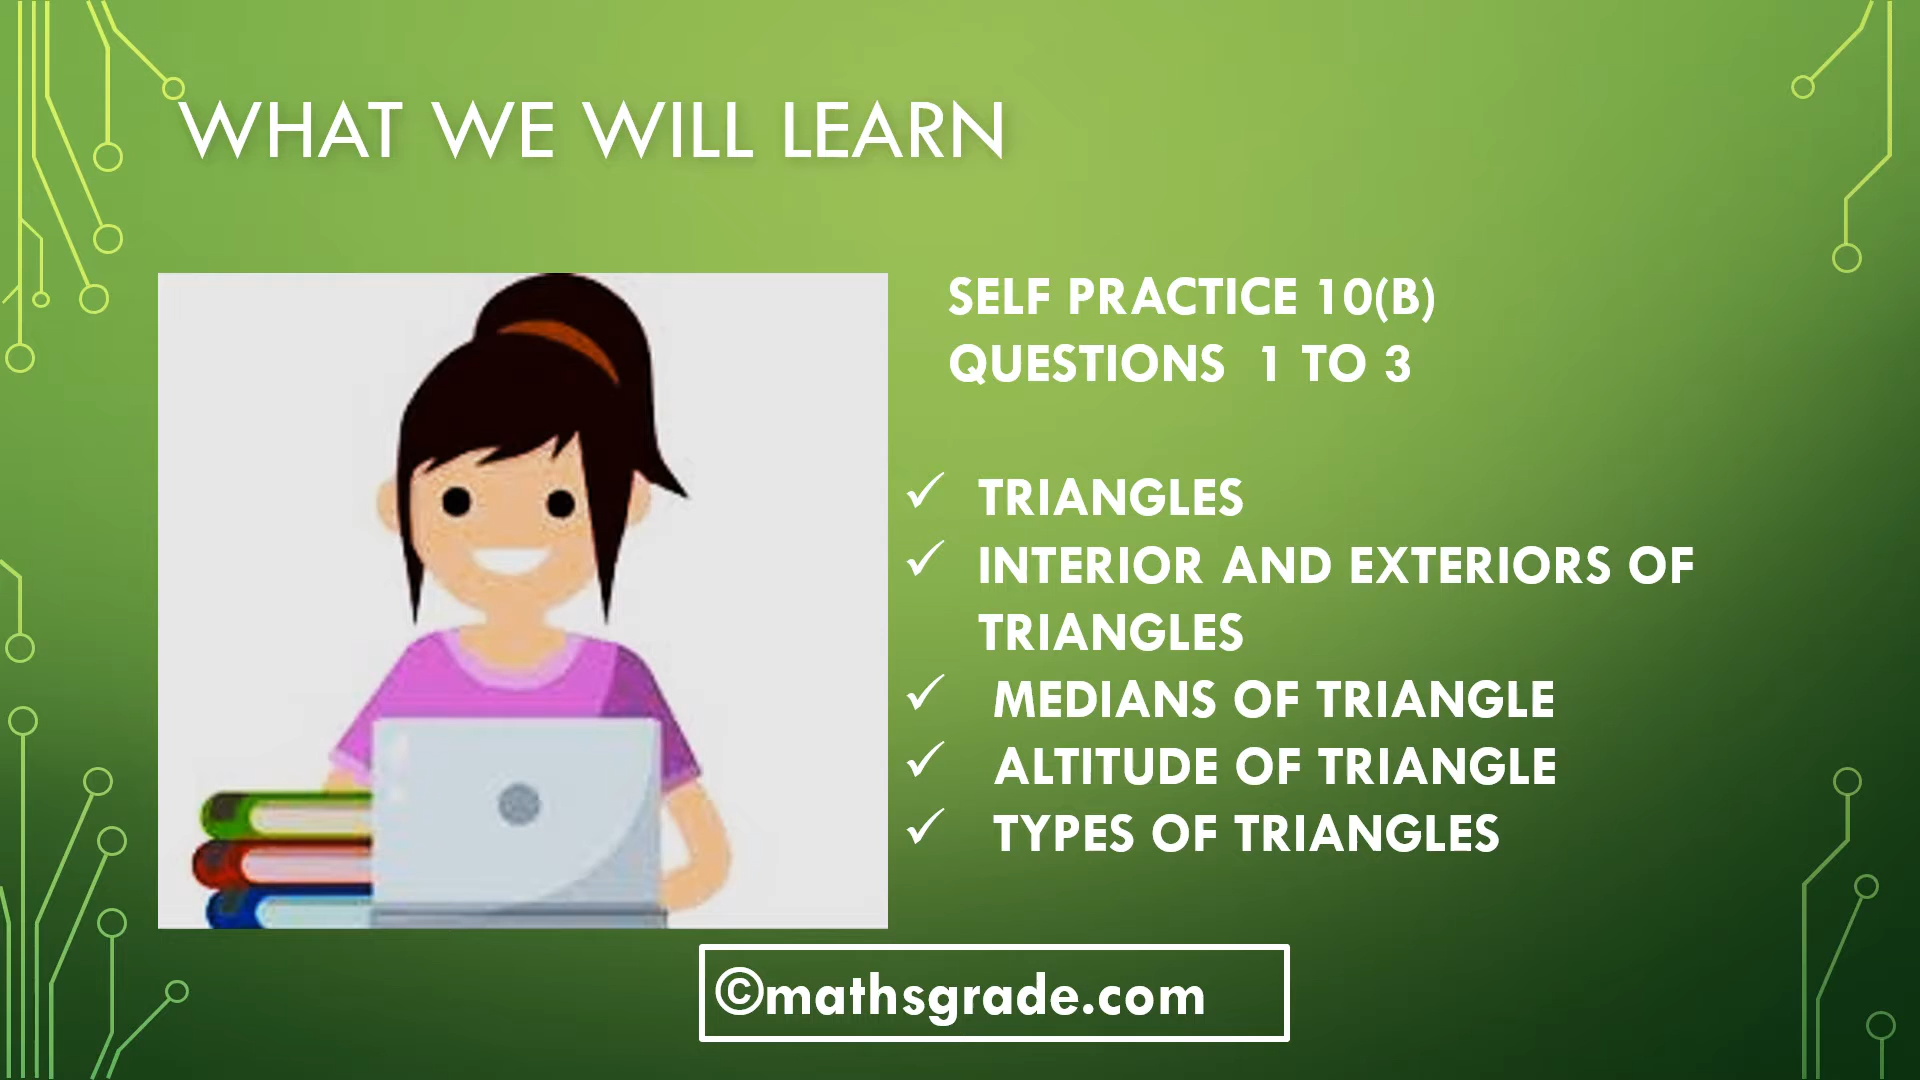 WHAT WE WILL LEARN
SELF PRACTICE 10(B)
QUESTIONS 1 TO 3
✓ TRIANGLES
✓ INTERIOR AND EXTERIORS OF
TRIANGLES
✓ MEDIANS OF TRIANGLE
✓ ALTITUDE OF TRIANGLE
✓ TYPES OF TRIANGLES
©mathsgrade.com